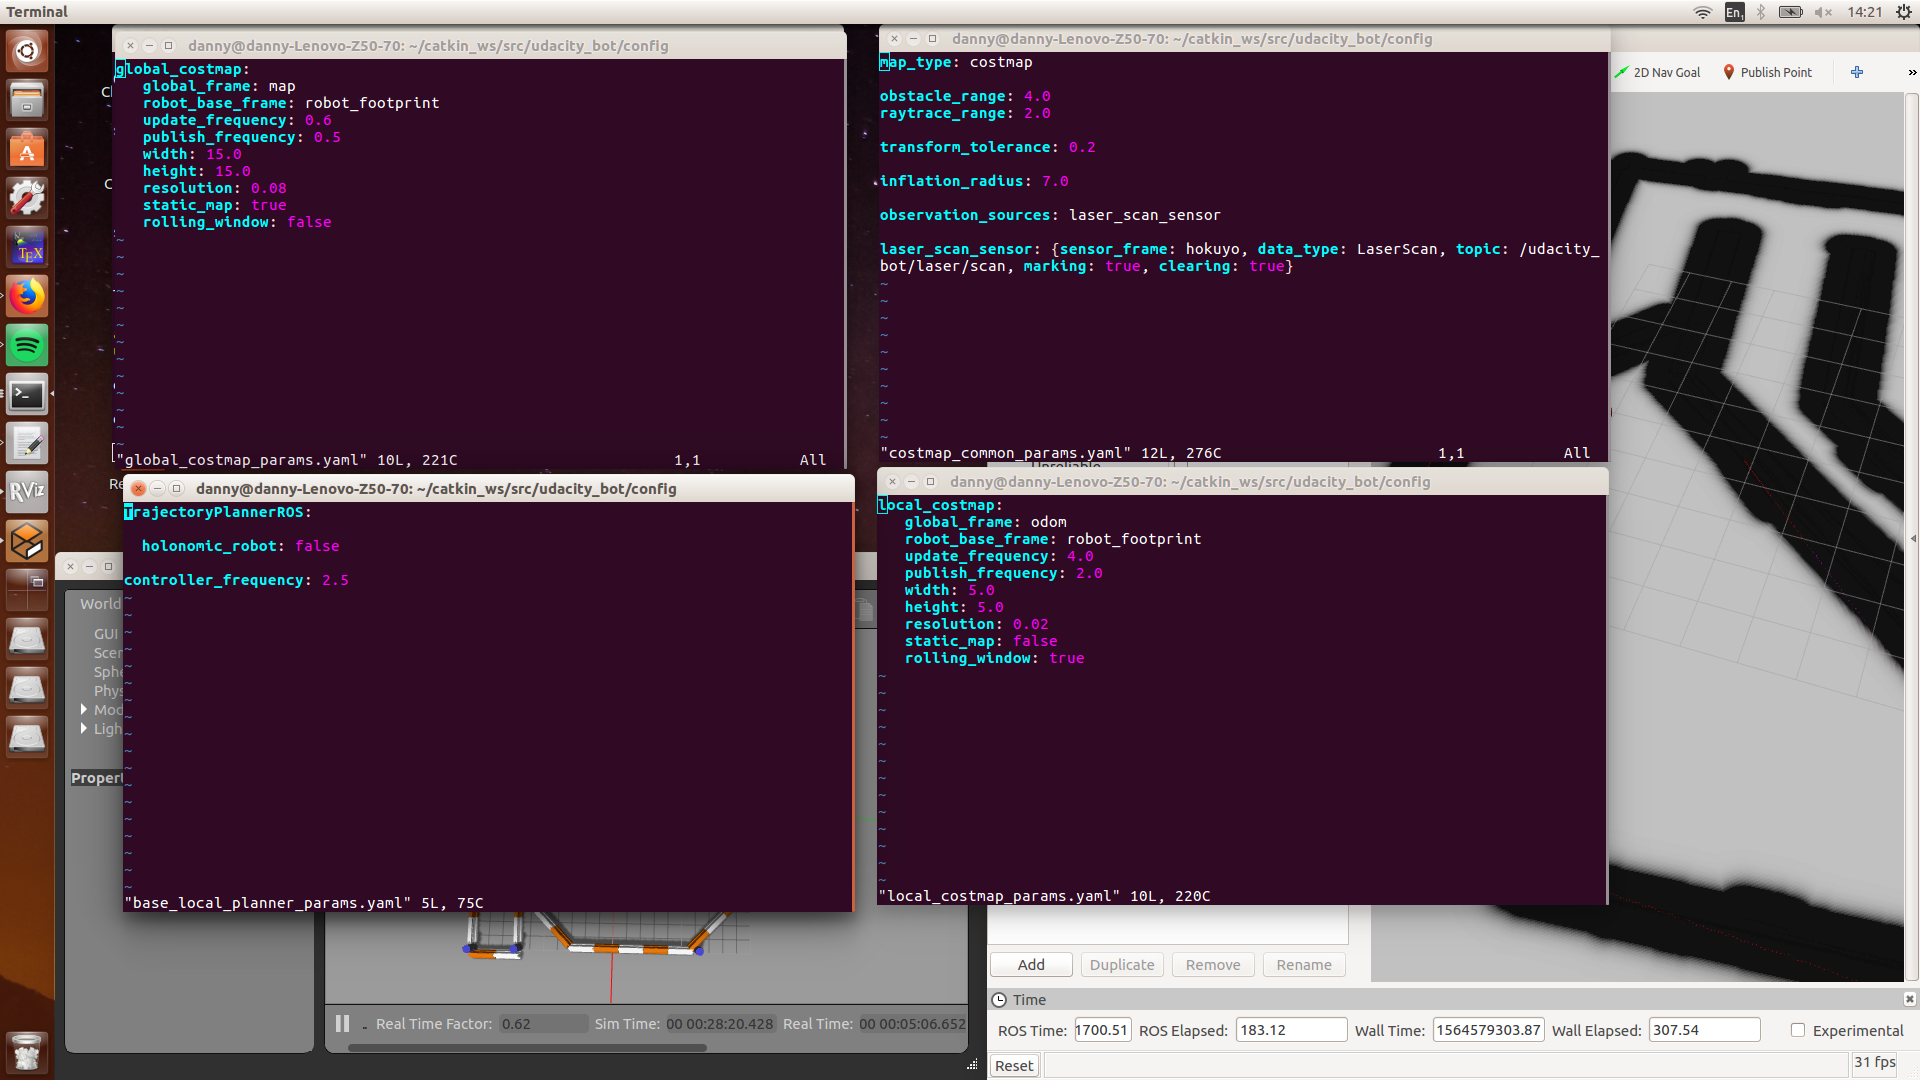 Terminal
En
14:21
danny@danny-Lenovo-Z50-70: ~/catkin_ws/src/udacity_bot/config
global_costmap:
global_frame: map
robot_base_frame: robot_footprint
update_frequency: 0.6
publish_frequency: 0.5
width: 15.0
height: 15.0
resolution: 0.08
static_map: true
rolling_window: false
~
"global_costmap_params.yaml" 10L, 221C 1,1 All
danny@danny-Lenovo-Z50-70: ~/catkin_ws/src/udacity_bot/config
map_type: costmap
obstacle_range: 4.0
raytrace_range: 2.0
transform_tolerance: 0.2
inflation_radius: 7.0
observation_sources: laser_scan_sensor
laser_scan_sensor: {sensor_frame: hokuyo, data_type: LaserScan, topic: /udacity_
bot/laser/scan, marking: true, clearing: true}
~
"costmap_common_params.yaml" 12L, 276C 1,1 All
2D Nav Goal
Publish Point
»
danny@danny-Lenovo-Z50-70: ~/catkin_ws/src/udacity_bot/config
TrajectoryPlannerROS:
holonomic_robot: false
controller_frequency: 2.5
~
"base_local_planner_params.yaml" 5L, 75C
danny@danny-Lenovo-Z50-70: ~/catkin_ws/src/udacity_bot/config
local_costmap:
global_frame: odom
robot_base_frame: robot_footprint
update_frequency: 4.0
publish_frequency: 2.0
width: 5.0
height: 5.0
resolution: 0.02
static_map: false
rolling_window: true
~
"local_costmap_params.yaml" 10L, 220C
TEX
RViz
World
GUI
Scen
Sphe
Phys
Mod
Ligh
Propert
Real Time Factor: 0.62 Sim Time: 00 00:28:20.428 Real Time: 00 00:05:06.652
Add Duplicate Remove Rename
Time
ROS Time: 1700.51 ROS Elapsed: 183.12 Wall Time: 1564579303.87 Wall Elapsed: 307.54 Experimental
Reset
31 fps